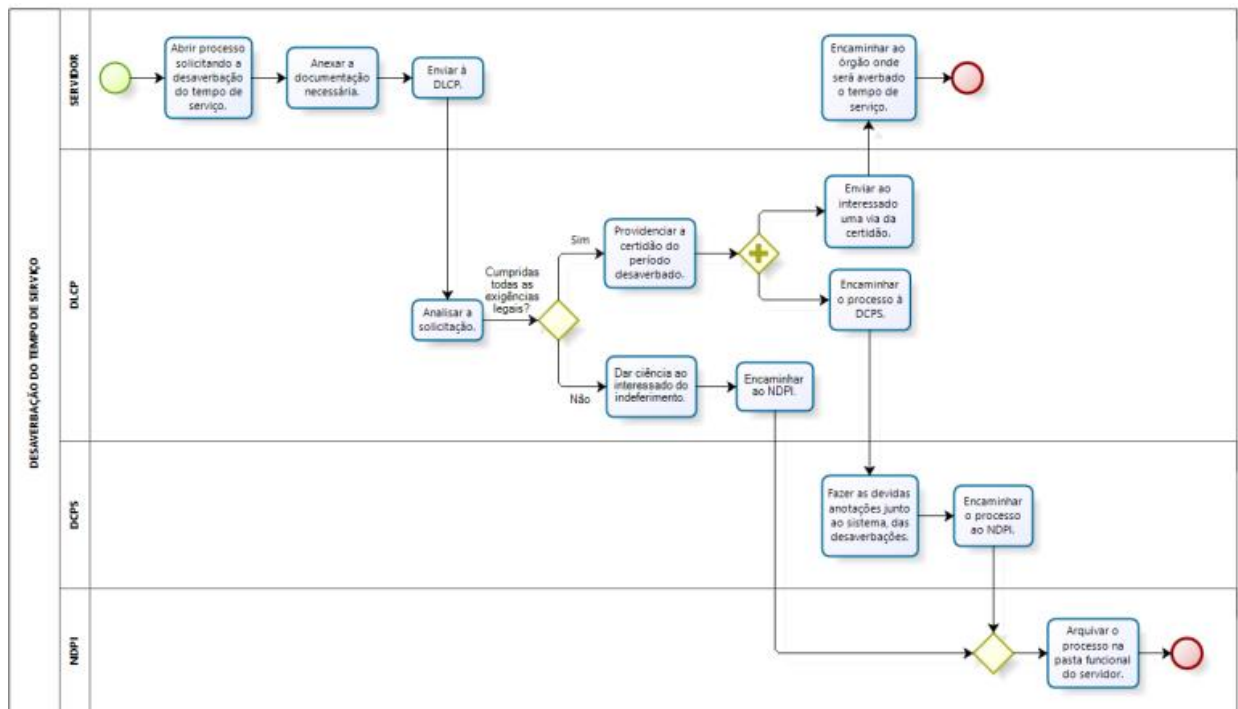 DESAVERBAÇÃO DO TEMPO DE SERVIÇO
SERVIDOR
Abrir processo
solicitando a
desaverbação
do tempo de
serviço.
Anexar a
documentação
necessária.
Enviar à
DLCP.
Encaminhar ao
órgão onde
será averbado
o tempo de
serviço.
DLCP
Analisar a
solicitação.
Cumpridas
todas as
exigências
legais?
Sim
Providenciar a
certidão do
período
desaverbado.
Enviar ao
interessado
uma via da
certidão.
Encaminhar
o processo à
DCPS.
Não
Dar ciência ao
interessado do
indeferimento.
Encaminhar
ao NDPI.
DCPS
Fazer as devidas
anotações junto
ao sistema, das
desaverbações.
Encaminhar
o processo
ao NDPI.
NDPI
Arquivar o
processo na
pasta funcional
do servidor.